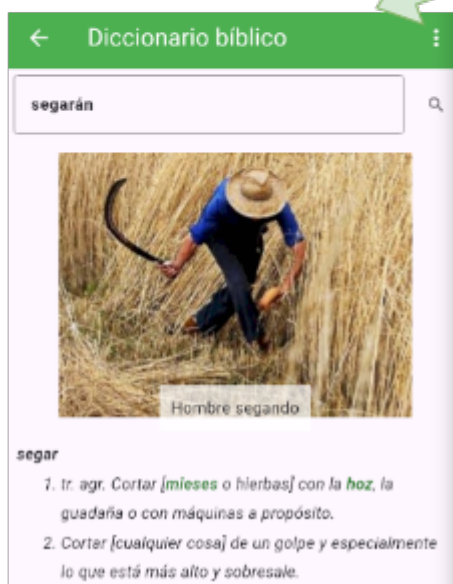 Diccionario bíblico
segarán
Hombre segando
segar
1. tr. agr. Cortar [mieses o hierbas] con la hoz, la
guadaña o con máquinas a propósito.
2. Cortar [cualquier cosa] de un golpe y especialmente
lo que está más alto y sobresale.